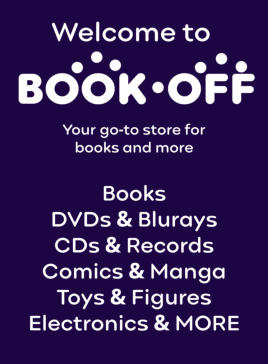 Welcome to
BOOK·OFF
Your go-to store for
books and more
Books
DVDs & Blurays
CDs & Records
Comics & Manga
Toys & Figures
Electronics & MORE